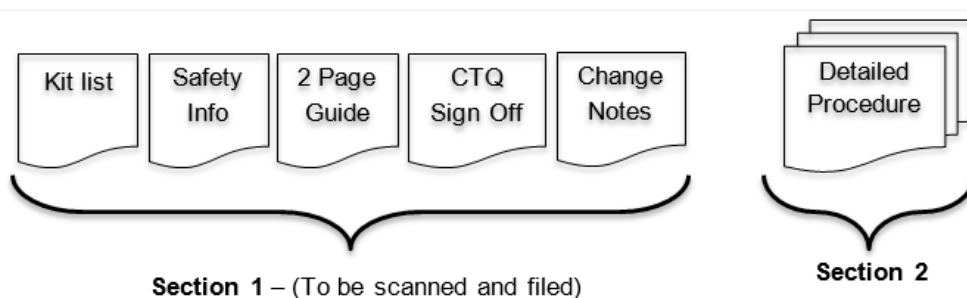 Kit list
Safety
Info
2 Page
Guide
CTQ
Sign Off
Change
Notes
Detailed
Procedure
Section 1 – (To be scanned and filed)
Section 2